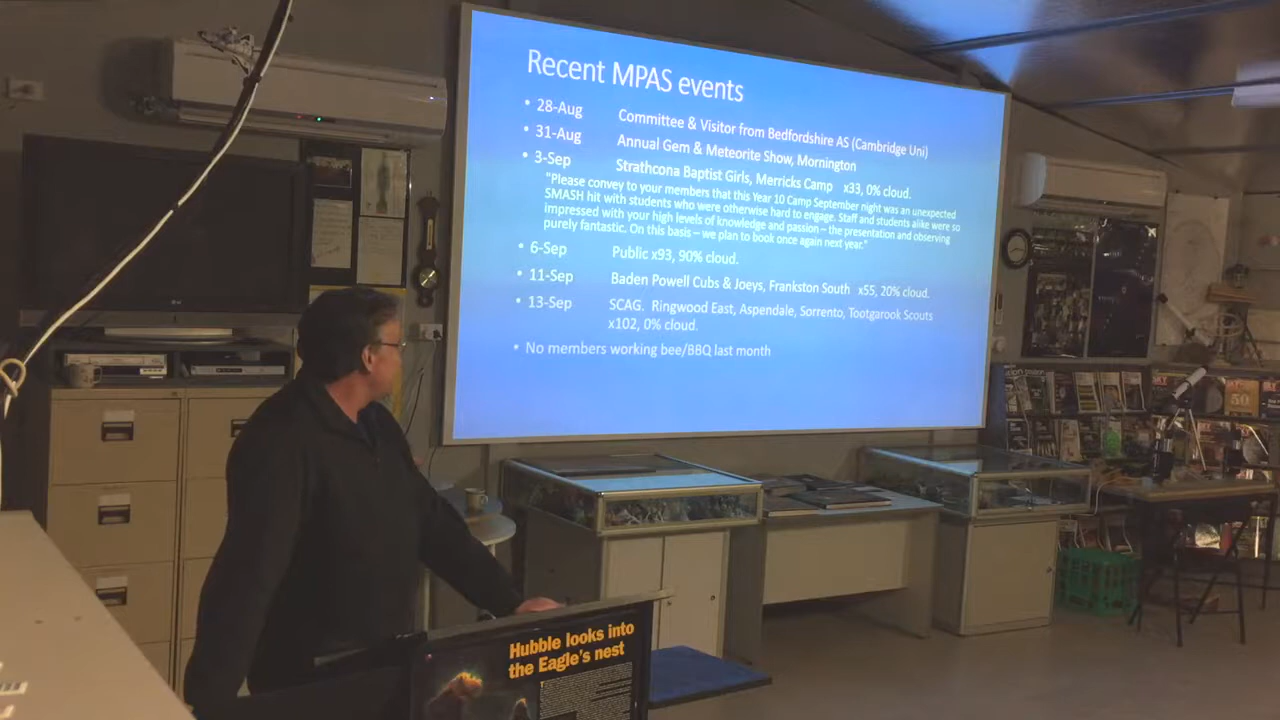 Recent MPAS events
• 28-Aug Committee & Visitor from Bedfordshire AS (Cambridge Uni)
• 31-Aug Annual Gem & Meteorite Show, Mornington
• 3-Sep Strathcona Baptist Girls, Merricks Camp x33, 0% cloud.
"Please convey to your members that this Year 10 Camp September night was an unexpected
SMASH hit with students who were otherwise hard to engage. Staff and students alike were so
impressed with your high levels of knowledge and passion – the presentation and observing
purely fantastic. On this basis – we plan to book once again next year."
• 6-Sep Public x93, 90% cloud.
• 11-Sep Baden Powell Cubs & Joeys, Frankston South x55, 20% cloud.
• 13-Sep SCAG. Ringwood East, Aspendale, Sorrento, Tootgarook Scouts
x102, 0% cloud.
• No members working bee/BBQ last month
Hubble looks into
the Eagle's nest